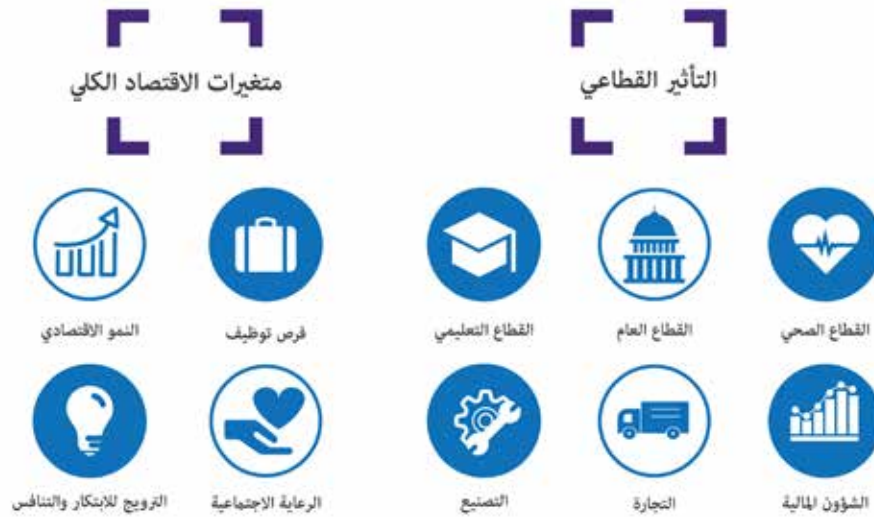 التأثير القطاعي
متغيرات الاقتصاد الكلي
القطاع الصحي
القطاع العام
القطاع التعليمي
فرص توظيف
النمو الاقتصادي
الشؤون المالية
التجارة
التصنيع
الرعاية الاجتماعية
الترويج للابتكار والتنافس